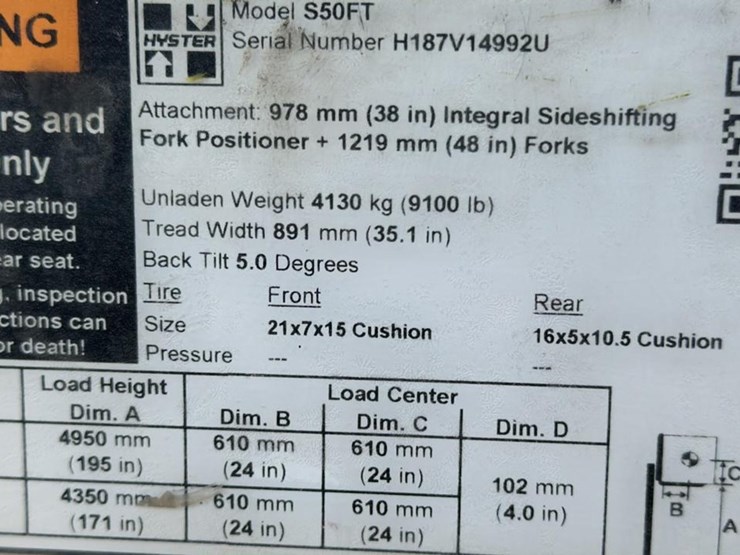 NG
rs and
nly
erating
located
ar seat.
, inspection
ctions can
or death!
HYSTER
Model S50FT
Serial Number H187V14992U
Attachment: 978 mm (38 in) Integral Sideshifting
Fork Positioner + 1219 mm (48 in) Forks
Unladen Weight 4130 kg (9100 lb)
Tread Width 891 mm (35.1 in)
Back Tilt 5.0 Degrees
Tire Front Rear
Size 21x7x15 Cushion 16x5x10.5 Cushion
Pressure --- ---
Load Height Load Center
Dim. A Dim. B Dim. C Dim. D
4950 mm 610 mm 610 mm 102 mm
(195 in) (24 in) (24 in) (4.0 in)
4350 mm 610 mm 610 mm
(171 in) (24 in) (24 in)
C
B
A